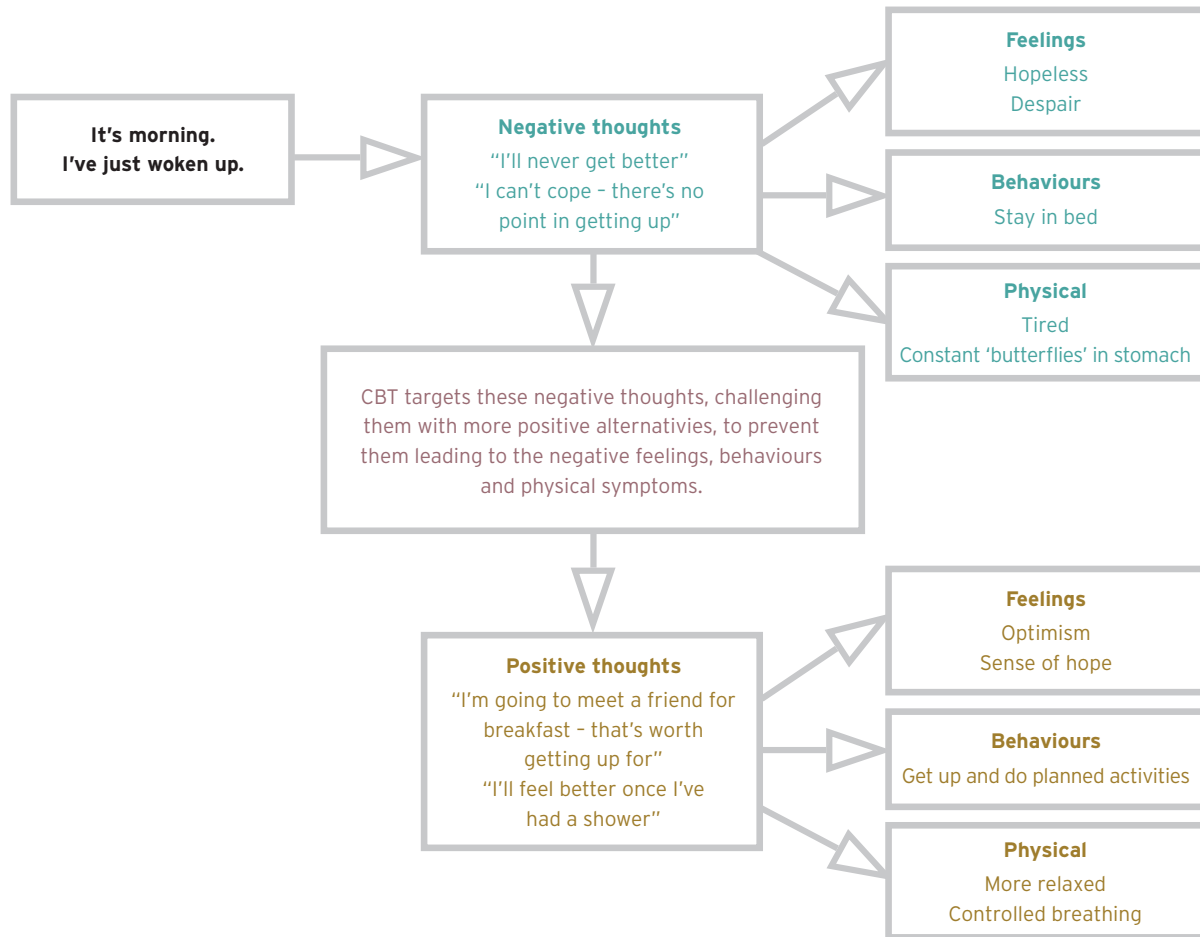 It's morning.
I've just woken up.
Negative thoughts
“I'll never get better”
“I can't cope – there's no
point in getting up”
Feelings
Hopeless
Despair
Behaviours
Stay in bed
Physical
Tired
Constant ‘butterflies’ in stomach
CBT targets these negative thoughts, challenging
them with more positive alternativies, to prevent
them leading to the negative feelings, behaviours
and physical symptoms.
Positive thoughts
“I'm going to meet a friend for
breakfast – that's worth
getting up for”
“I'll feel better once I've
had a shower”
Feelings
Optimism
Sense of hope
Behaviours
Get up and do planned activities
Physical
More relaxed
Controlled breathing